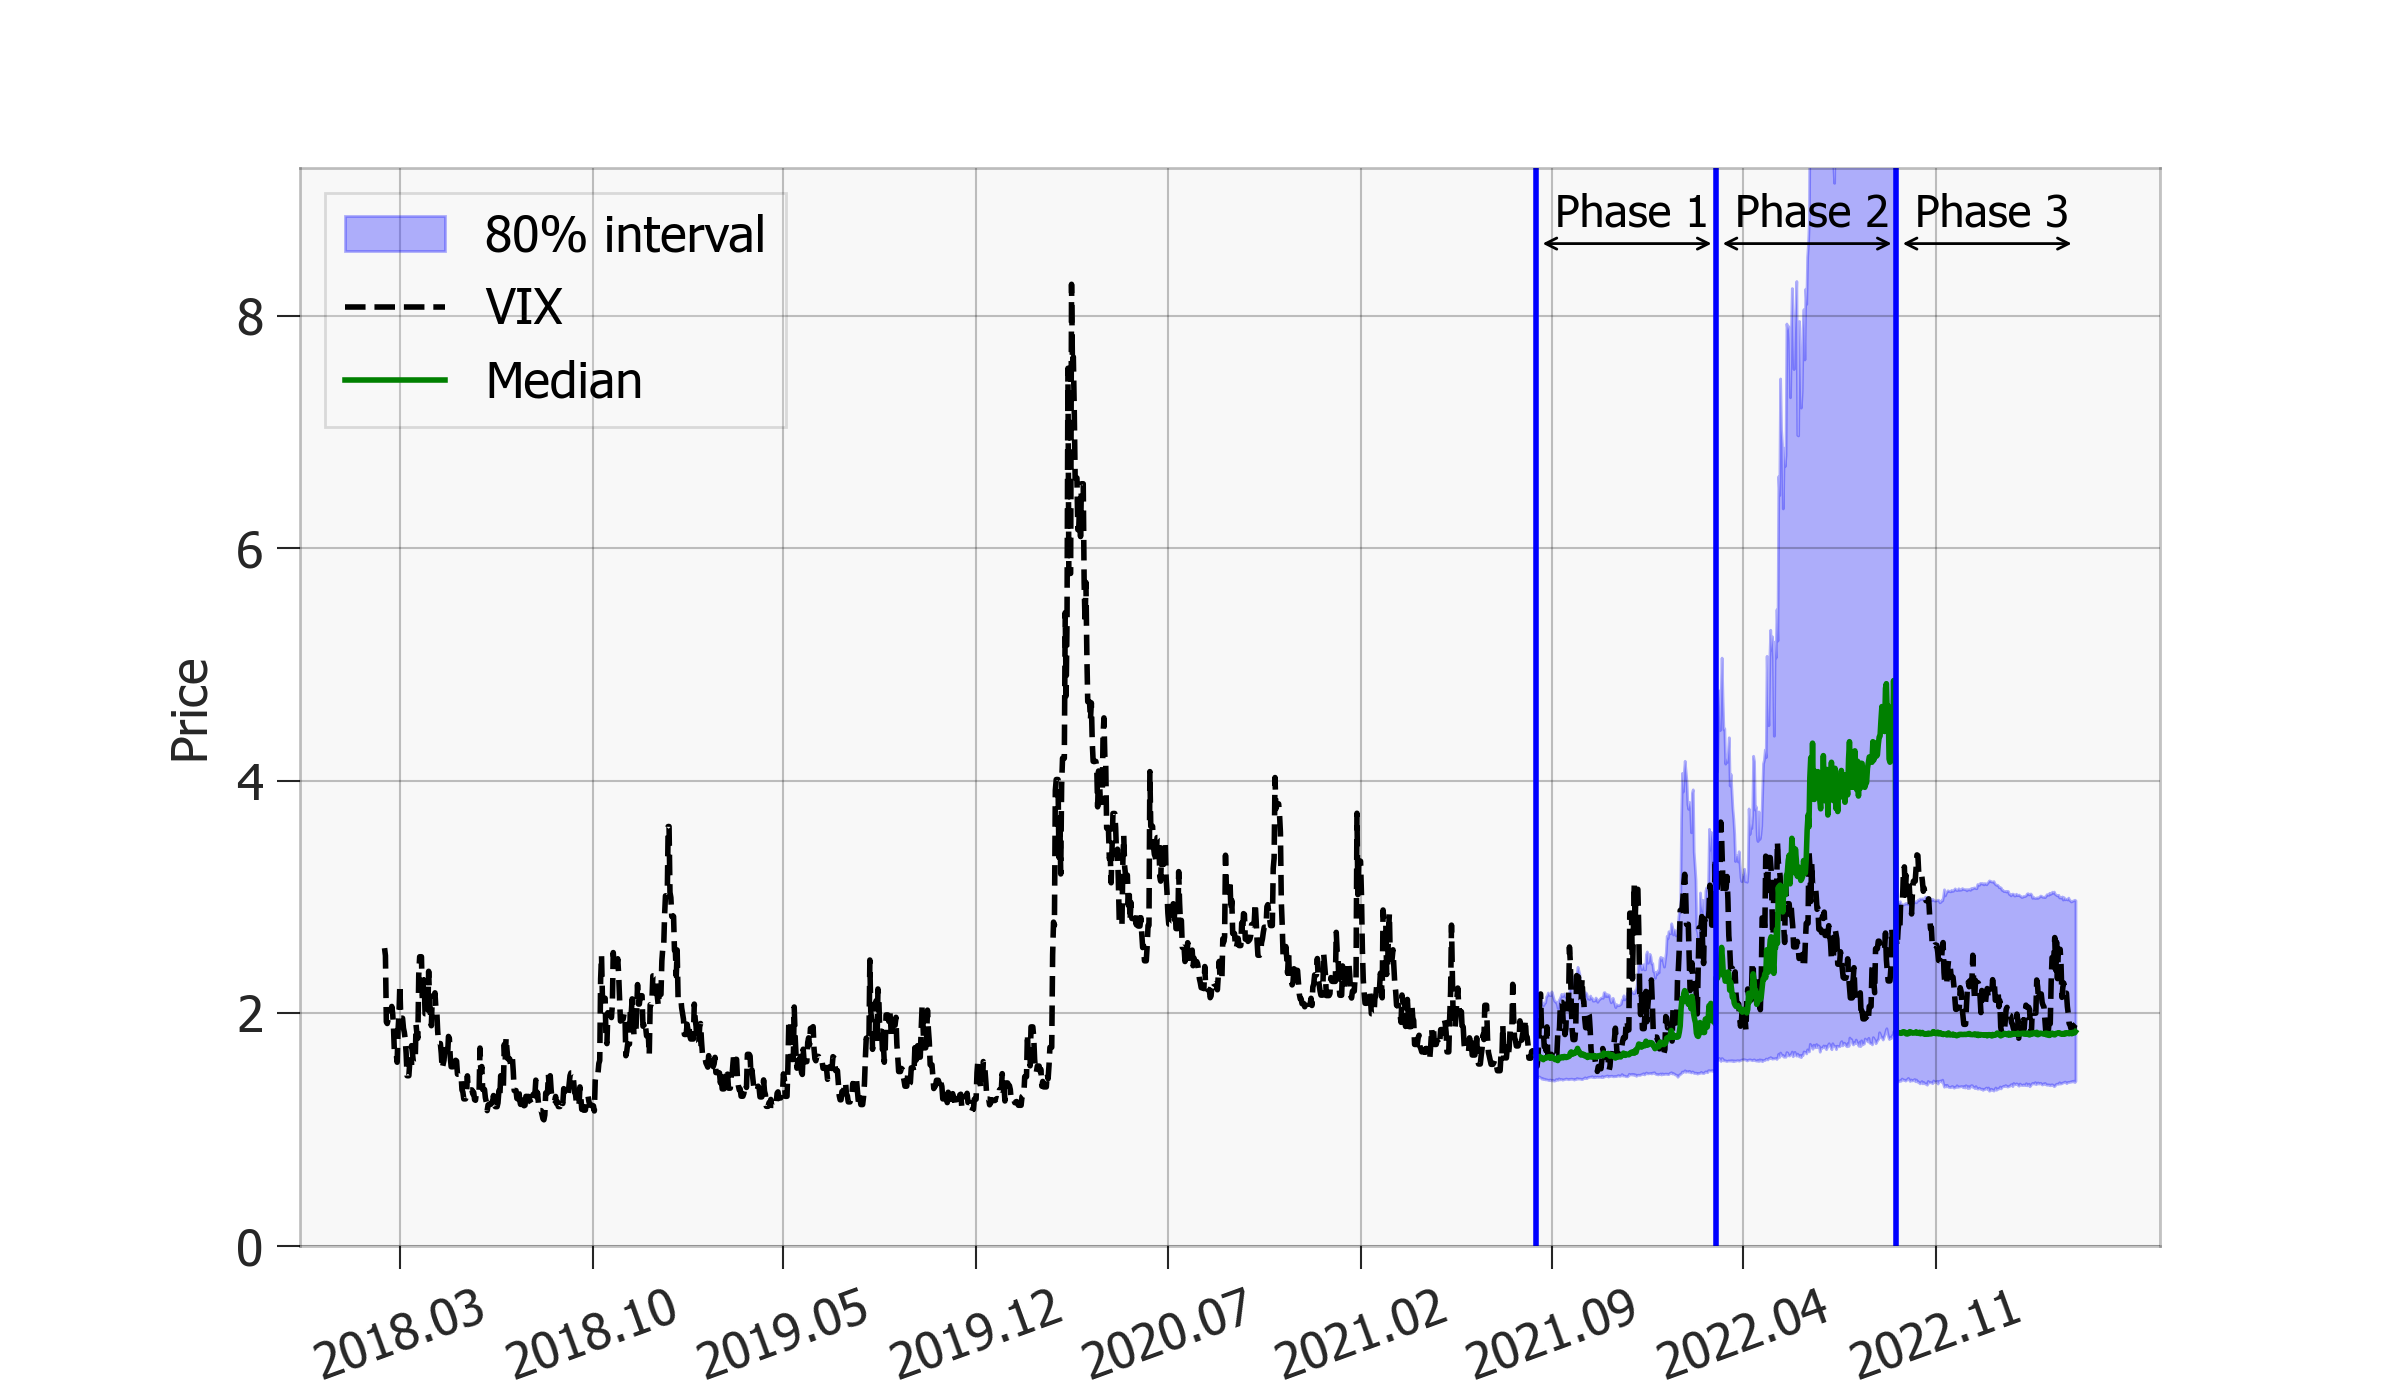 80% interval
VIX
Median
Phase 1
Phase 2
Phase 3
Price
8
6
4
2
0
2018.03
2018.10
2019.05
2019.12
2020.07
2021.02
2021.09
2022.04
2022.11